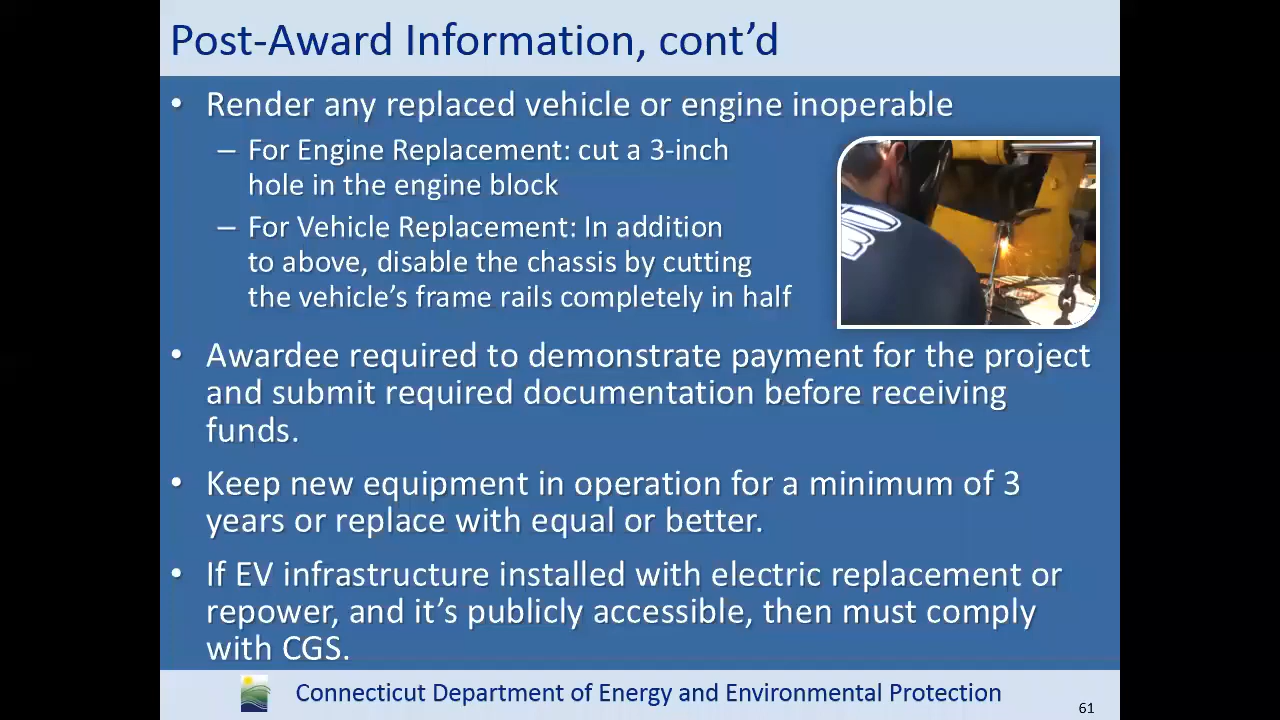 Post-Award Information, cont’d
• Render any replaced vehicle or engine inoperable
– For Engine Replacement: cut a 3-inch
hole in the engine block
– For Vehicle Replacement: In addition
to above, disable the chassis by cutting
the vehicle’s frame rails completely in half
• Awardee required to demonstrate payment for the project
and submit required documentation before receiving
funds.
• Keep new equipment in operation for a minimum of 3
years or replace with equal or better.
• If EV infrastructure installed with electric replacement or
repower, and it’s publicly accessible, then must comply
with CGS.
Connecticut Department of Energy and Environmental Protection
61